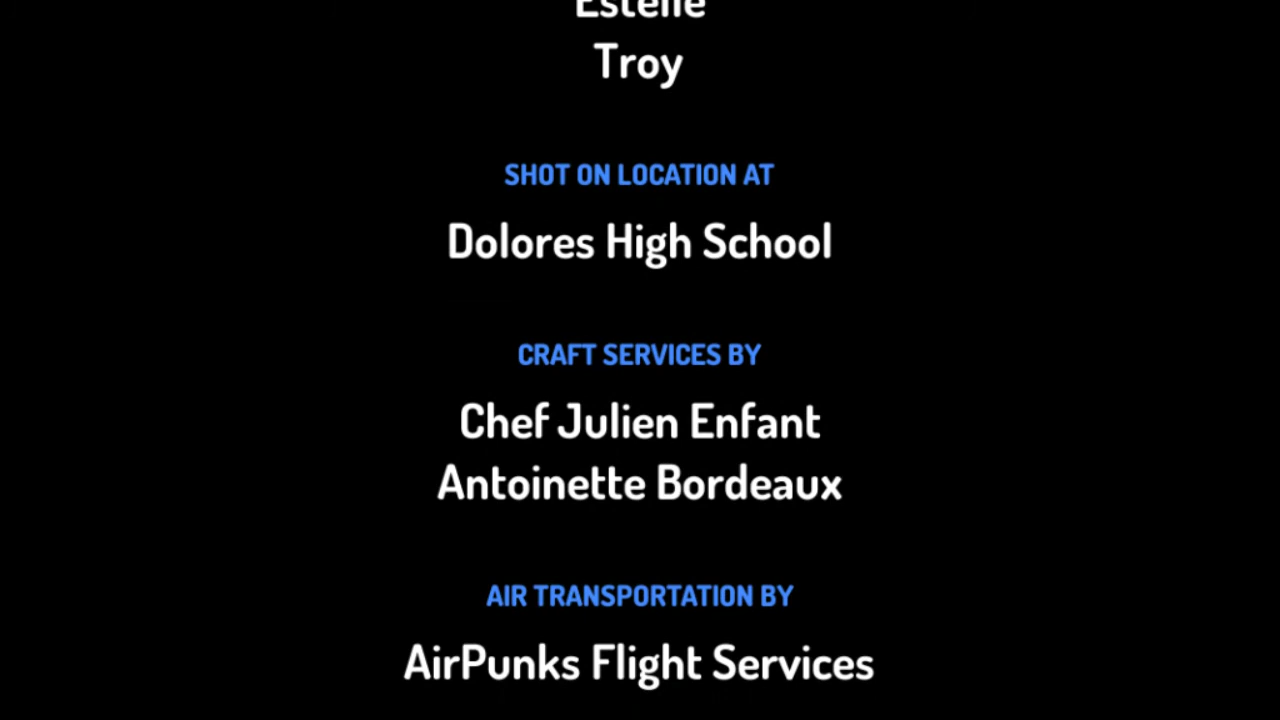 Estelle
Troy
SHOT ON LOCATION AT
Dolores High School
CRAFT SERVICES BY
Chef Julien Enfant
Antoinette Bordeaux
AIR TRANSPORTATION BY
AirPunks Flight Services